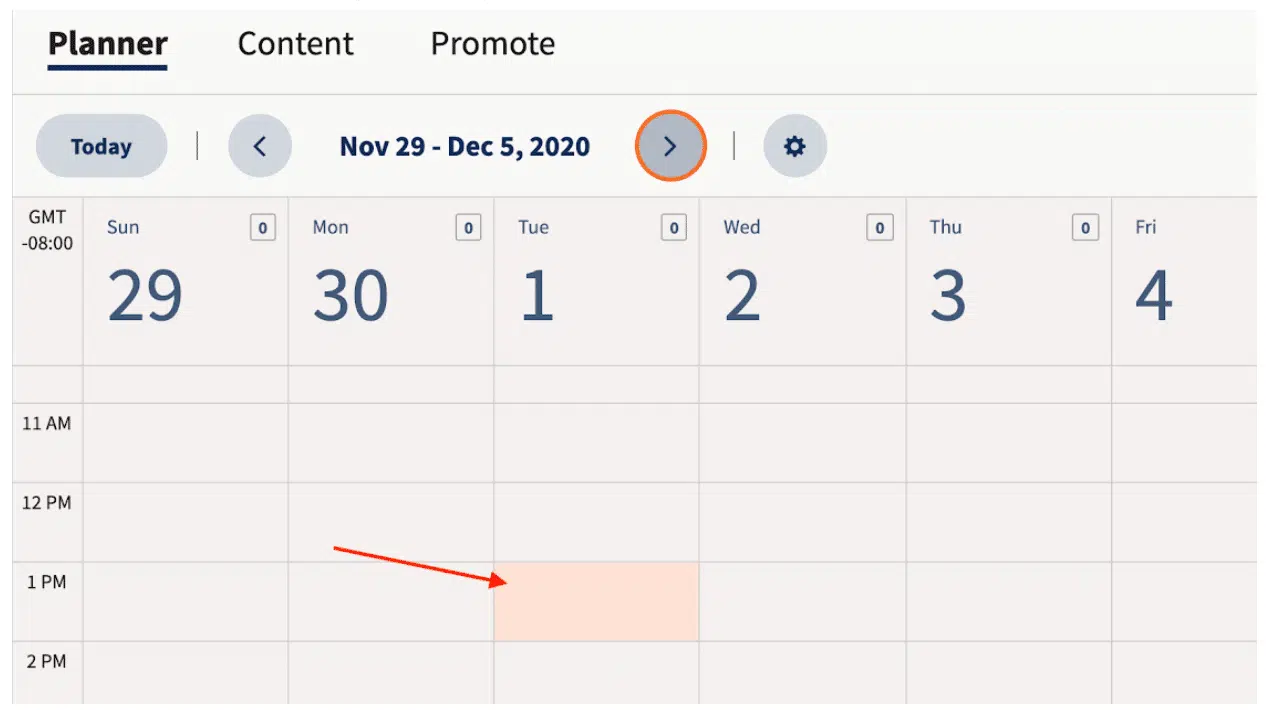 Planner Content Promote
Today Nov 29 - Dec 5, 2020
GMT
-08:00
Sun 0 Mon 0 Tue 0 Wed 0 Thu 0 Fri
29 30 1 2 3 4
11 AM
12 PM
1 PM
2 PM